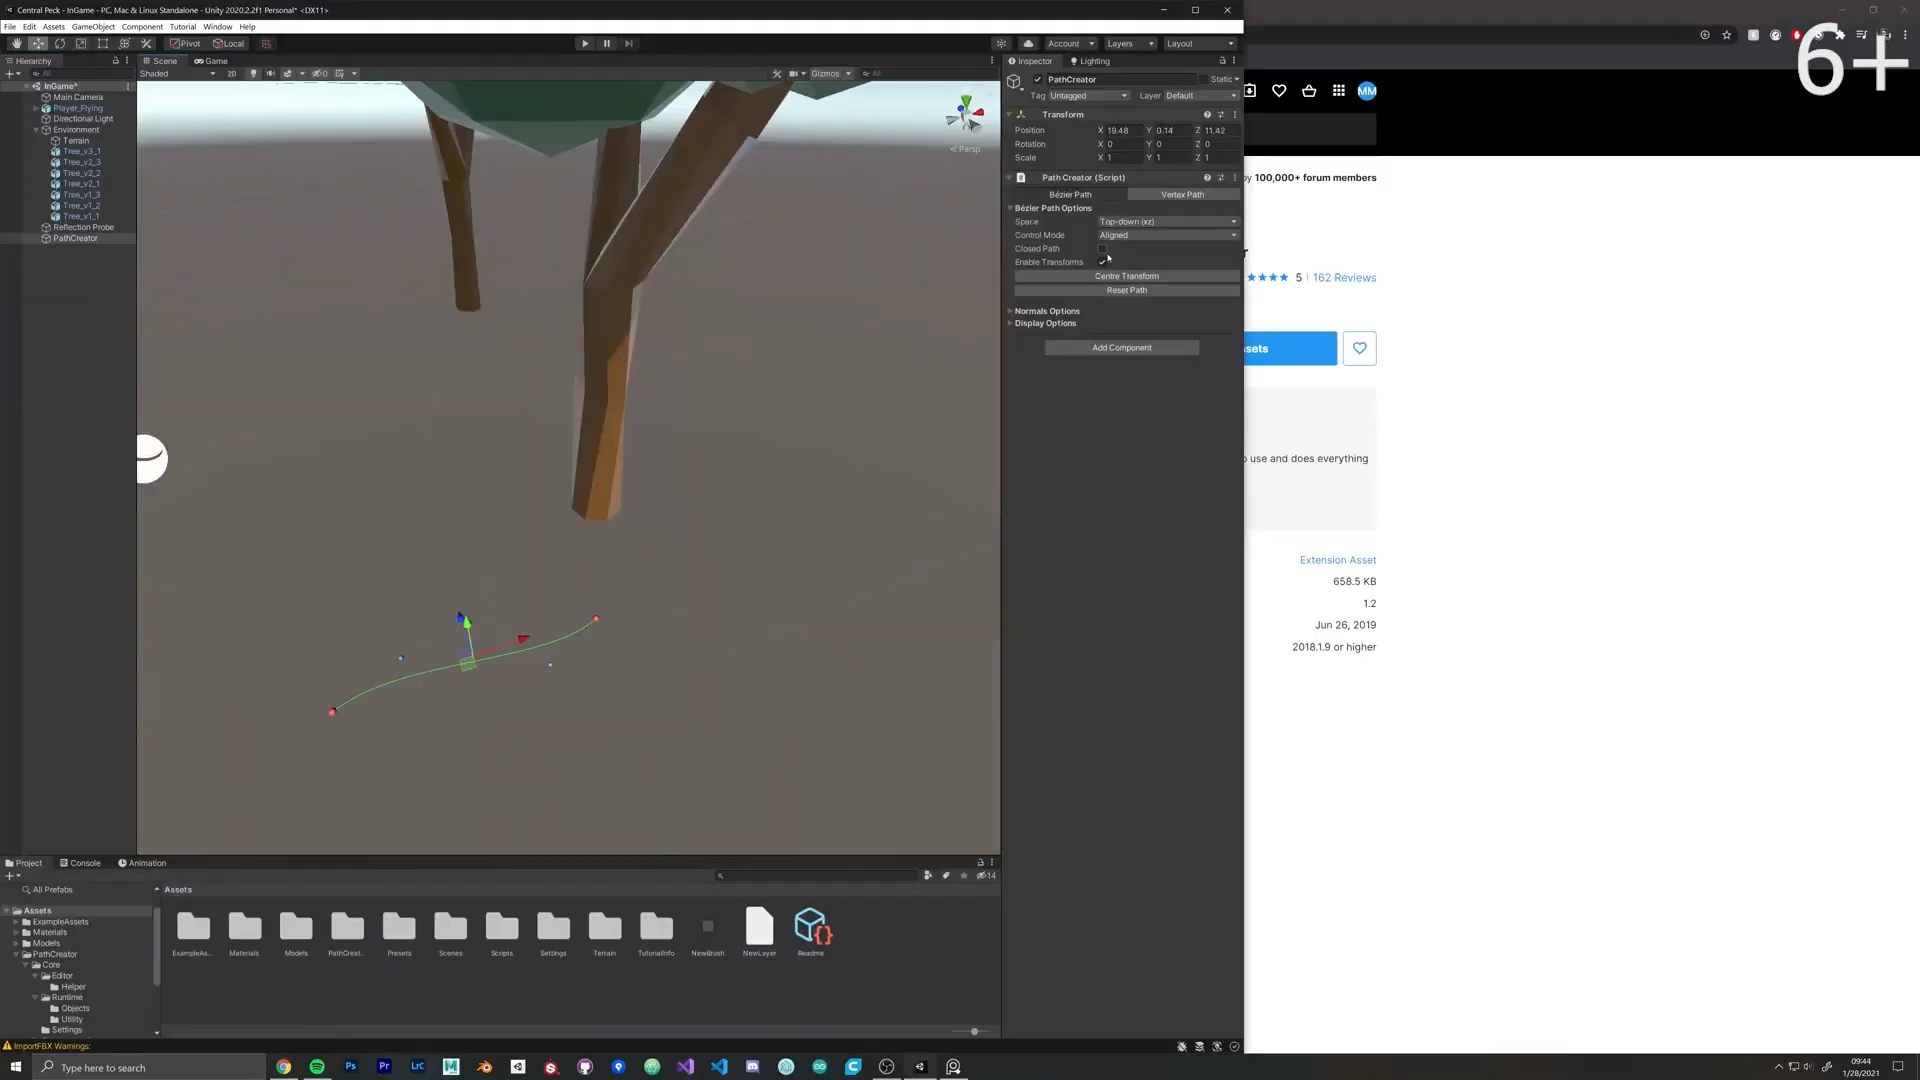 Central Peck - InGame - PC, Mac & Linux Standalone - Unity 2020.2.2f1 Personal* <DX11>
File Edit Assets GameObject Component Tutorial Window Help
Pivot Local Account Layers Layout
Hierarchy Scene Game Inspector Lighting
All Shaded 2D Gizmos All
InGame*
Main Camera
Player_Flying
Directional Light
Environment
Terrain
Tree_v3_1
Tree_v2_3
Tree_v2_2
Tree_v2_1
Tree_v1_3
Tree_v1_2
Tree_v1_1
Reflection Probe
PathCreator
Persp
PathCreator Static
Tag Untagged Layer Default
Transform
Position X 19.48 Y 0.14 Z 11.42
Rotation X 0 Y 0 Z 0
Scale X 1 Y 1 Z 1
Path Creator (Script)
Bézier Path Vertex Path
Bézier Path Options
Space Top-down (xz)
Control Mode Aligned
Closed Path
Enable Transforms
Centre Transform
Reset Path
Normals Options
Display Options
Add Component
6+
MM
by 100,000+ forum members
r
5 | 162 Reviews
ssets
o use and does everything
Extension Asset
658.5 KB
1.2
Jun 26, 2019
2018.1.9 or higher
Project Console Animation
14
All Prefabs
Assets
ExampleAssets
Materials
Models
PathCreator
Core
Editor
Helper
Runtime
Objects
Utility
Settings
Assets
ExampleAs... Materials Models PathCreat... Presets Scenes Scripts Settings Terrain TutorialInfo NewBrush NewLayer Readme
ImportFBX Warnings:
Type here to search
Ps Pr LrC M
09:44
1/28/2021